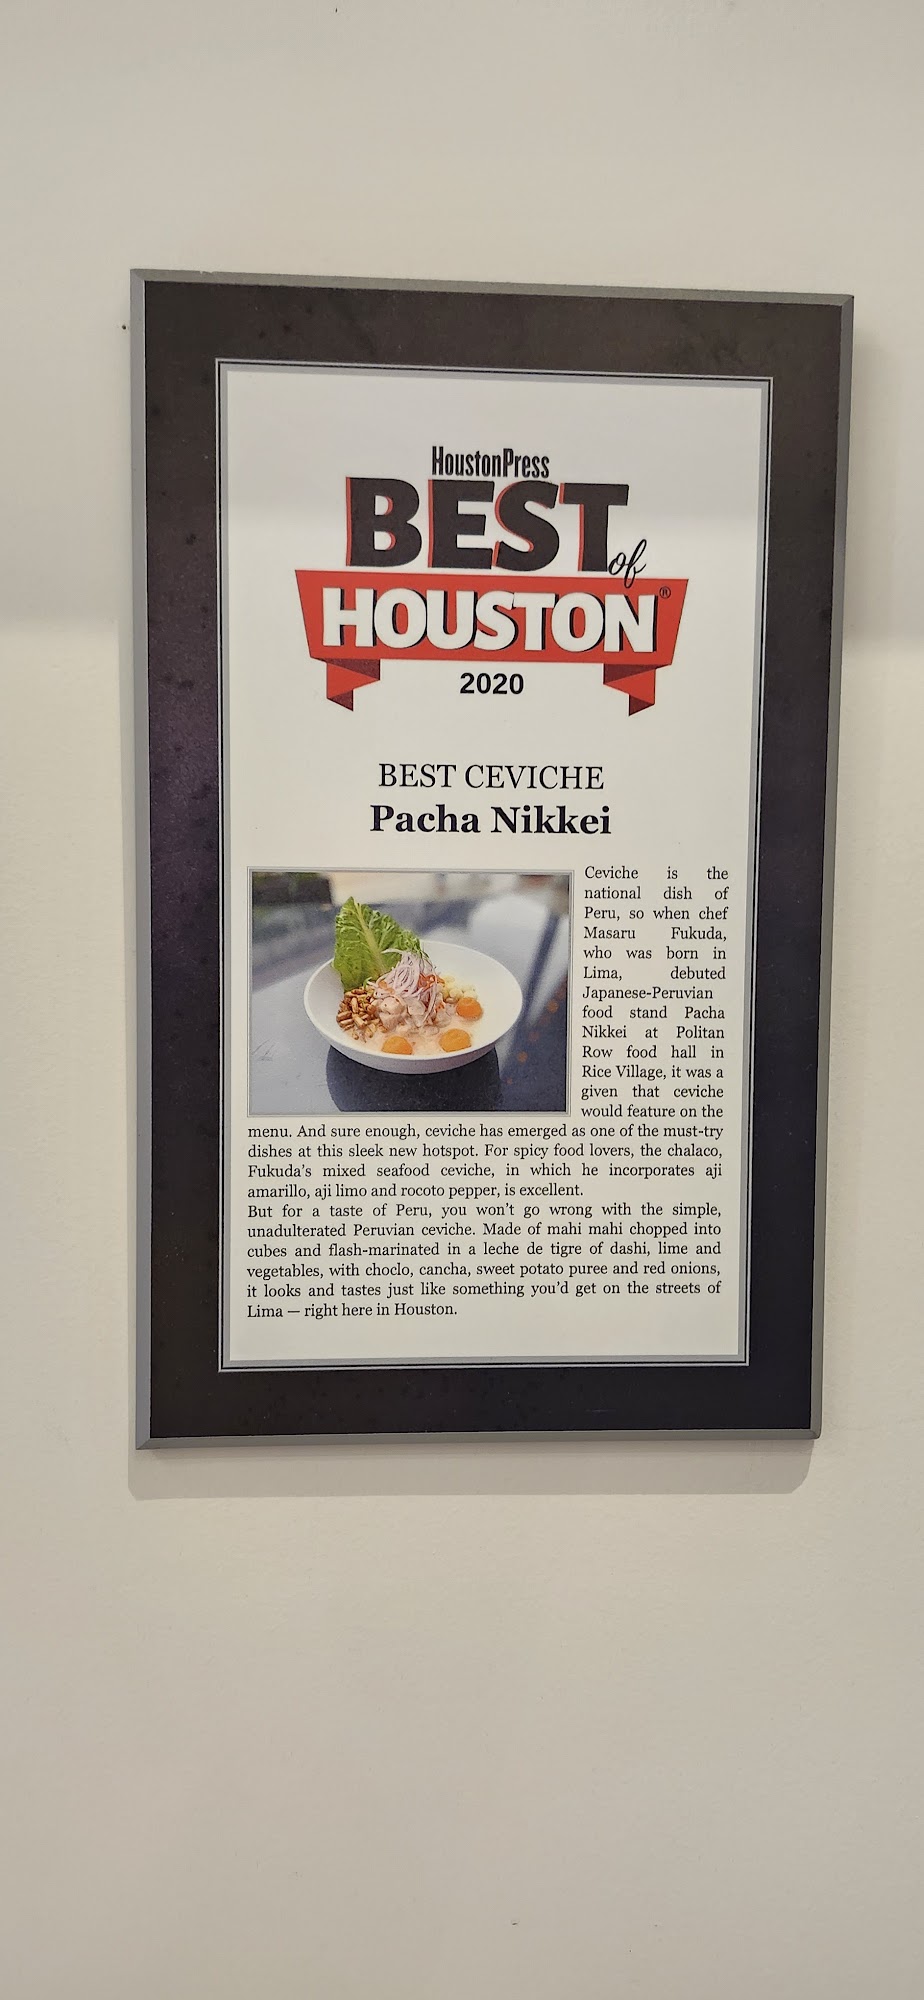 HoustonPress
BEST
of
HOUSTON®
2020
BEST CEVICHE
Pacha Nikkei
Ceviche is the
national dish of
Peru, so when chef
Masaru Fukuda,
who was born in
Lima, debuted
Japanese-Peruvian
food stand Pacha
Nikkei at Politan
Row food hall in
Rice Village, it was a
given that ceviche
would feature on the
menu. And sure enough, ceviche has emerged as one of the must-try
dishes at this sleek new hotspot. For spicy food lovers, the chalaco,
Fukuda's mixed seafood ceviche, in which he incorporates aji
amarillo, aji limo and rocoto pepper, is excellent.
But for a taste of Peru, you won't go wrong with the simple,
unadulterated Peruvian ceviche. Made of mahi mahi chopped into
cubes and flash-marinated in a leche de tigre of dashi, lime and
vegetables, with choclo, cancha, sweet potato puree and red onions,
it looks and tastes just like something you'd get on the streets of
Lima — right here in Houston.